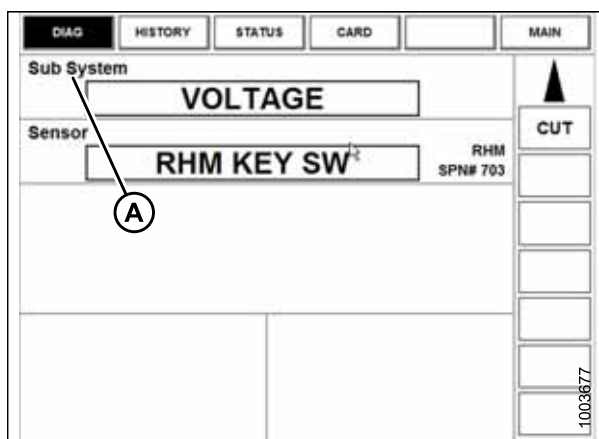 DIAG HISTORY STATUS CARD MAIN
Sub System
VOLTAGE
CUT
Sensor
RHM KEY SW
RHM
SPN# 703
A
1003677